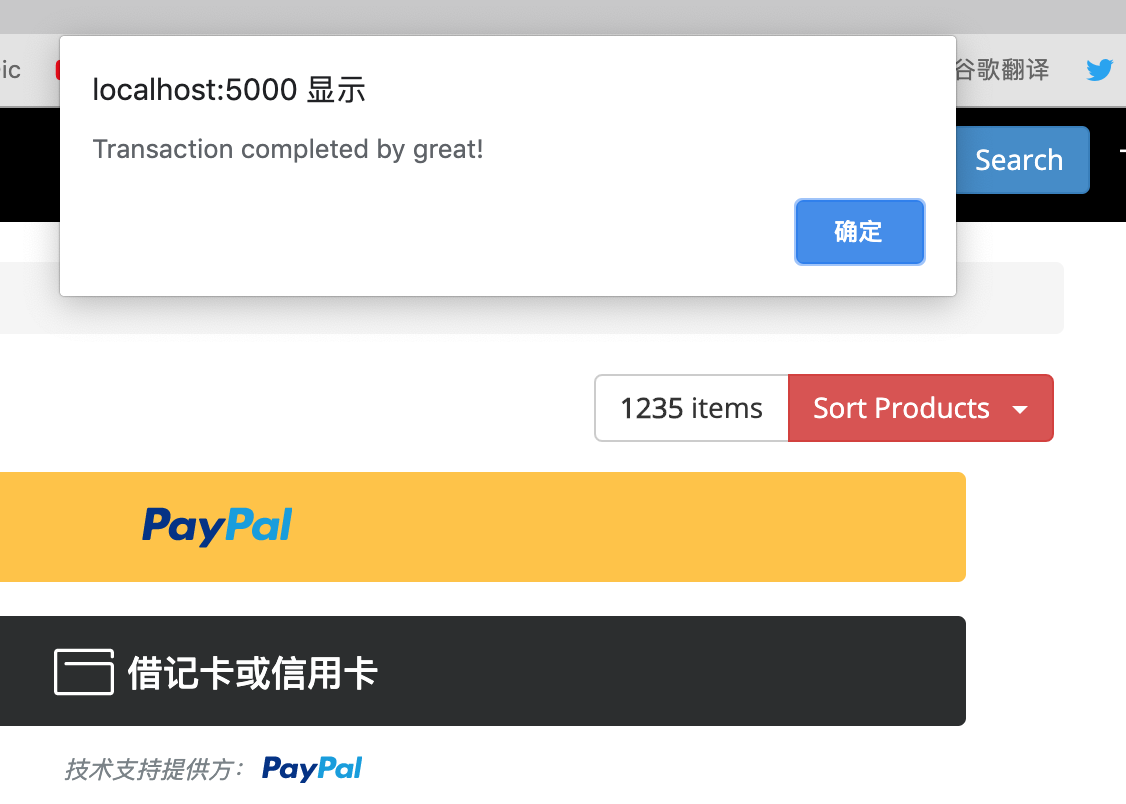 ic
谷歌翻译
localhost:5000 显示
Transaction completed by great!
确定
Search
1235 items
Sort Products
PayPal
借记卡或信用卡
技术支持提供方： PayPal